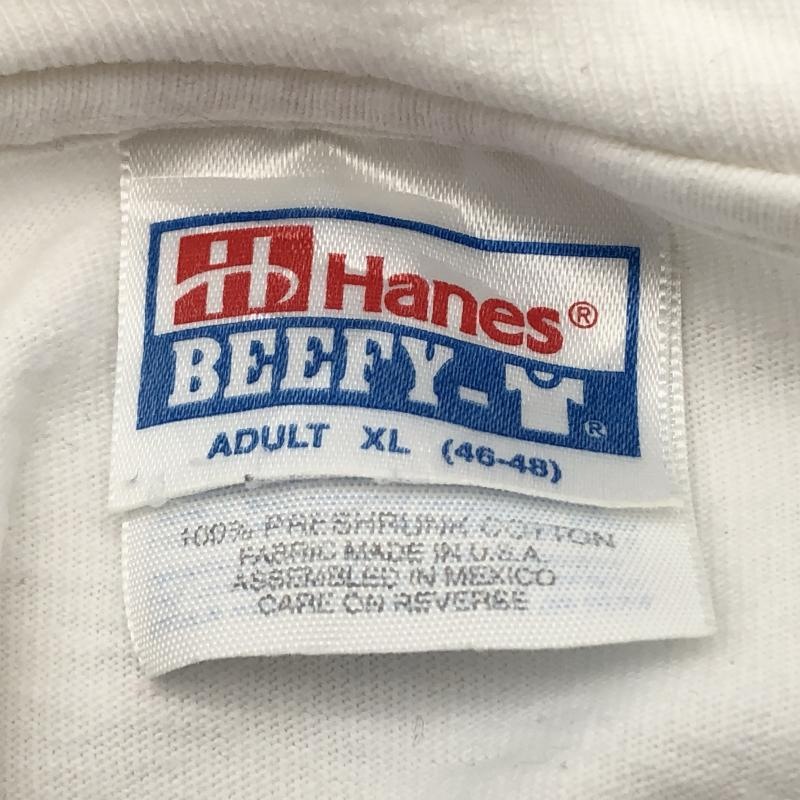 H Hanes®
BEEFY-T®
ADULT XL (46-48)
100% PRESHRUNK COTTON
FABRIC MADE IN U.S.A.
ASSEMBLED IN MEXICO
CARE ON REVERSE